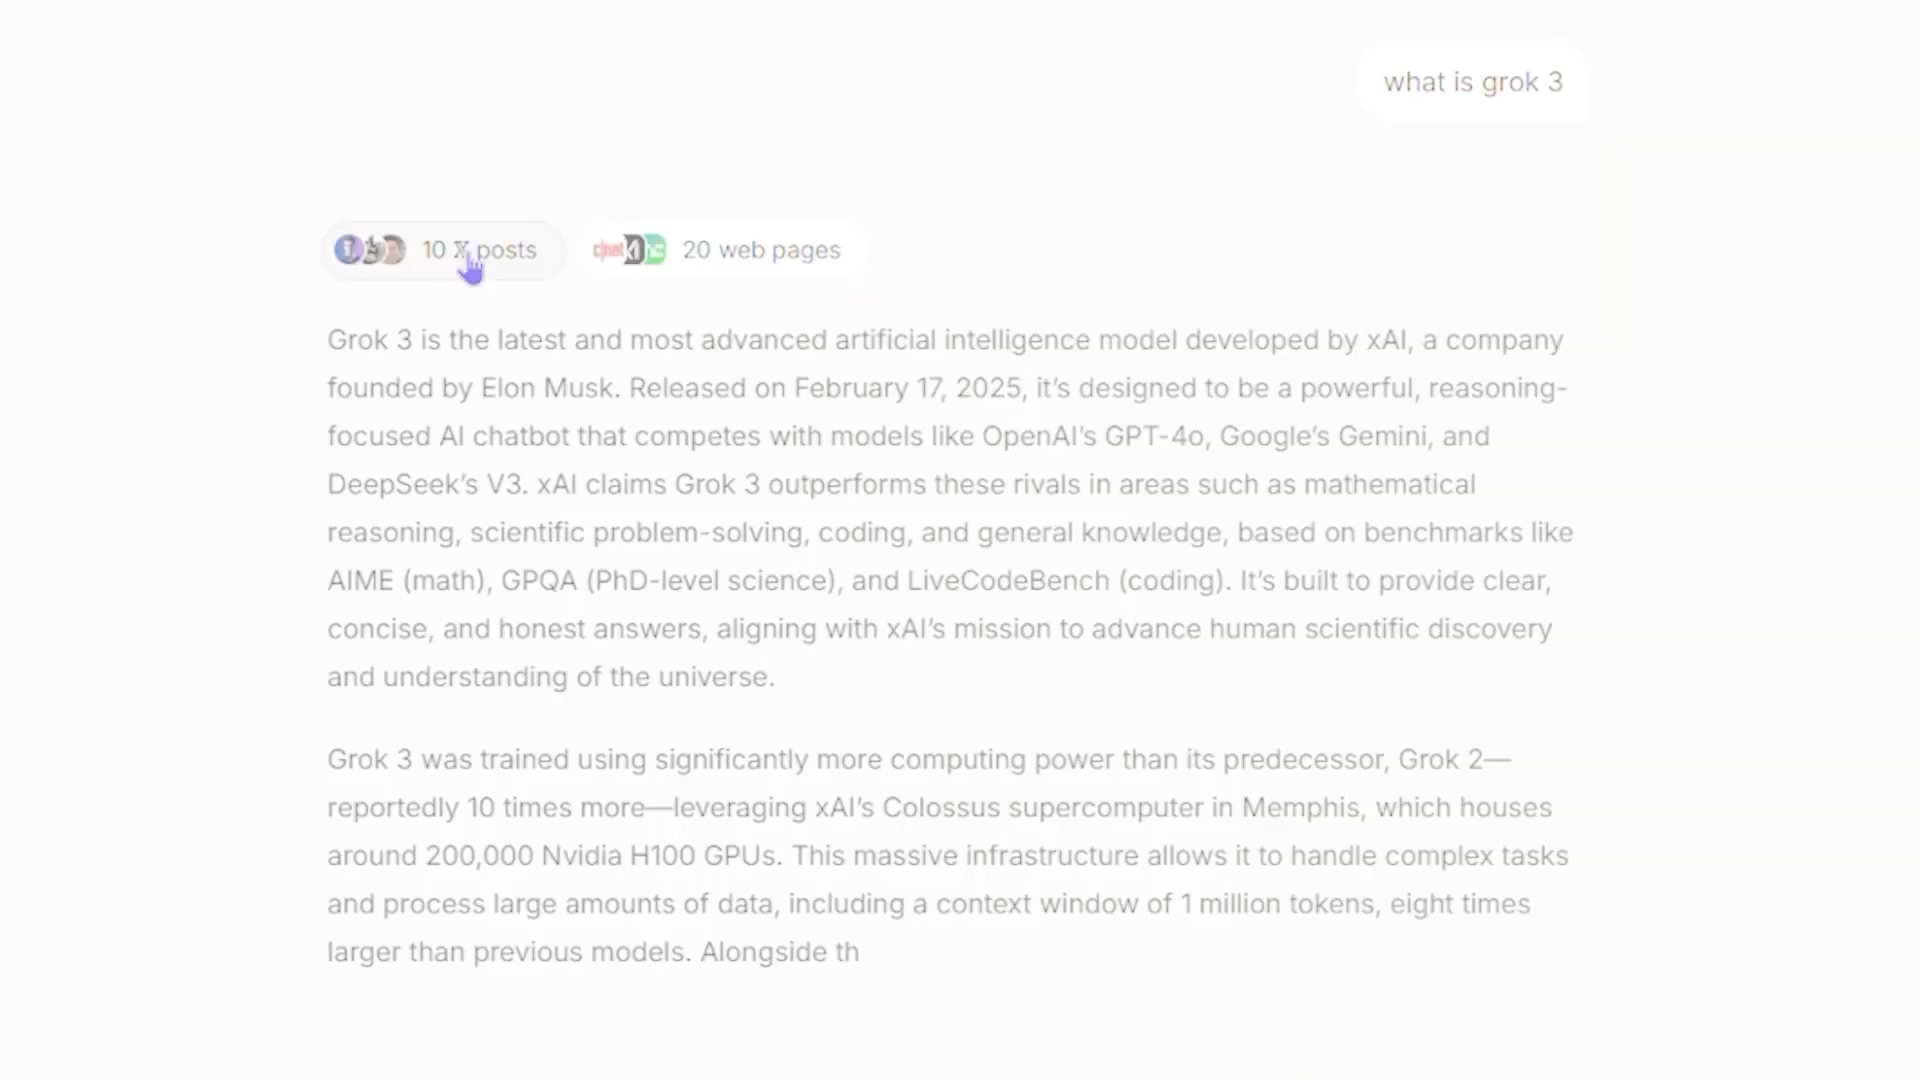 what is grok 3
10 X posts
cnet
20 web pages
Grok 3 is the latest and most advanced artificial intelligence model developed by xAI, a company
founded by Elon Musk. Released on February 17, 2025, it’s designed to be a powerful, reasoning-
focused AI chatbot that competes with models like OpenAI’s GPT-4o, Google’s Gemini, and
DeepSeek’s V3. xAI claims Grok 3 outperforms these rivals in areas such as mathematical
reasoning, scientific problem-solving, coding, and general knowledge, based on benchmarks like
AIME (math), GPQA (PhD-level science), and LiveCodeBench (coding). It’s built to provide clear,
concise, and honest answers, aligning with xAI’s mission to advance human scientific discovery
and understanding of the universe.
Grok 3 was trained using significantly more computing power than its predecessor, Grok 2—
reportedly 10 times more—leveraging xAI’s Colossus supercomputer in Memphis, which houses
around 200,000 Nvidia H100 GPUs. This massive infrastructure allows it to handle complex tasks
and process large amounts of data, including a context window of 1 million tokens, eight times
larger than previous models. Alongside th